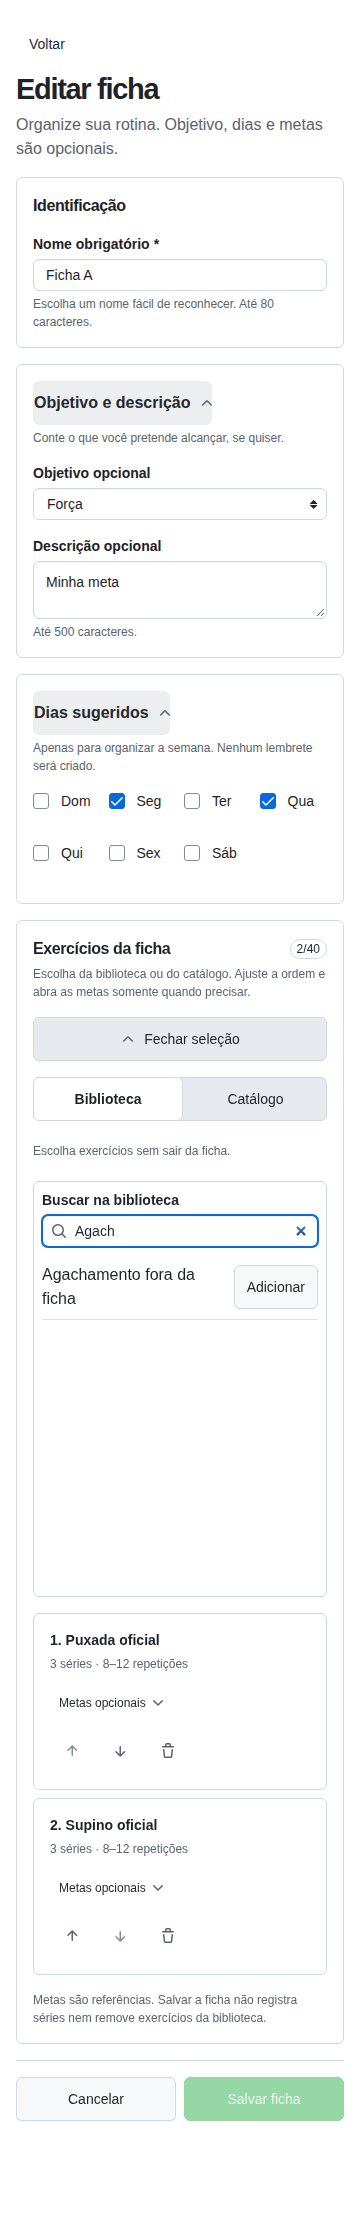 Voltar
Editar ficha
Organize sua rotina. Objetivo, dias e metas
são opcionais.
Identificação
Nome obrigatório *
Ficha A
Escolha um nome fácil de reconhecer. Até 80
caracteres.
Objetivo e descrição
Conte o que você pretende alcançar, se quiser.
Objetivo opcional
Força
Descrição opcional
Minha meta
Até 500 caracteres.
Dias sugeridos
Apenas para organizar a semana. Nenhum lembrete
será criado.
Dom Seg Ter Qua
Qui Sex Sáb
Exercícios da ficha 2/40
Escolha da biblioteca ou do catálogo. Ajuste a ordem e
abra as metas somente quando precisar.
Fechar seleção
Biblioteca Catálogo
Escolha exercícios sem sair da ficha.
Buscar na biblioteca
Agach
Agachamento fora da
ficha
Adicionar
1. Puxada oficial
3 séries · 8–12 repetições
Metas opcionais
2. Supino oficial
3 séries · 8–12 repetições
Metas opcionais
Metas são referências. Salvar a ficha não registra
séries nem remove exercícios da biblioteca.
Cancelar Salvar ficha